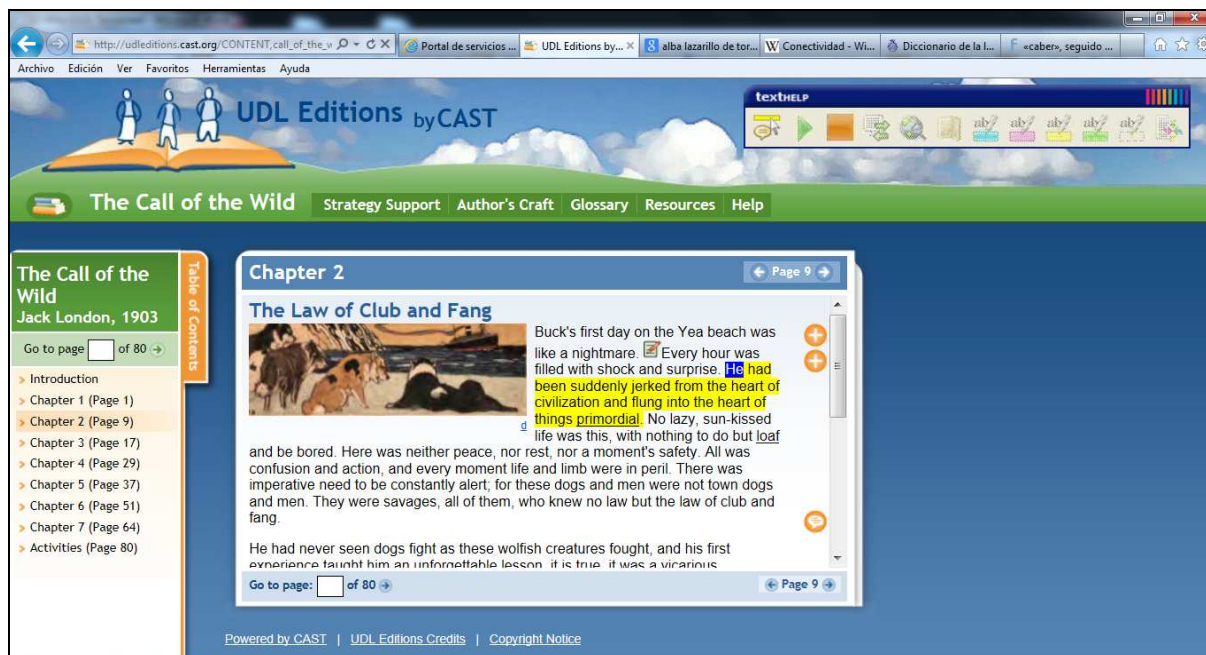 http://udleditions.cast.org/CONTENT,call_of_the_w
Portal de servicios ...
UDL Editions by...
alba lazarillo de tor...
Conectividad - Wi...
Diccionario de la l...
«caber», seguido ...
Archivo Edición Ver Favoritos Herramientas Ayuda
UDL Editions by CAST
textHELP
The Call of the Wild
Strategy Support Author's Craft Glossary Resources Help
The Call of the
Wild
Jack London, 1903
Go to page of 80
Introduction
Chapter 1 (Page 1)
Chapter 2 (Page 9)
Chapter 3 (Page 17)
Chapter 4 (Page 29)
Chapter 5 (Page 37)
Chapter 6 (Page 51)
Chapter 7 (Page 64)
Activities (Page 80)
Table of Contents
Chapter 2
Page 9
The Law of Club and Fang
Buck's first day on the Yea beach was
like a nightmare. Every hour was
filled with shock and surprise. He had
been suddenly jerked from the heart of
civilization and flung into the heart of
things primordial. No lazy, sun-kissed
d
life was this, with nothing to do but loaf
and be bored. Here was neither peace, nor rest, nor a moment's safety. All was
confusion and action, and every moment life and limb were in peril. There was
imperative need to be constantly alert; for these dogs and men were not town dogs
and men. They were savages, all of them, who knew no law but the law of club and
fang.
He had never seen dogs fight as these wolfish creatures fought, and his first
experience taught him an unforgettable lesson. it is true, it was a vicarious
Go to page: of 80
Page 9
Powered by CAST | UDL Editions Credits | Copyright Notice